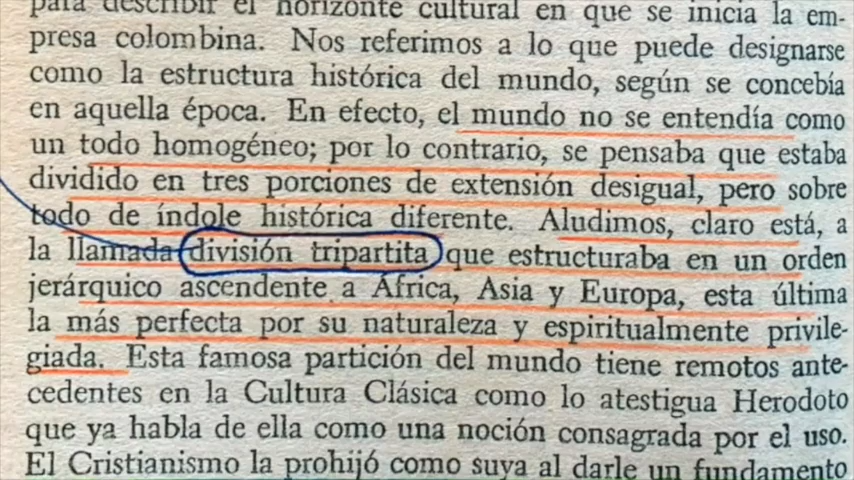 para describir el horizonte cultural en que se inicia la em-
presa colombina. Nos referimos a lo que puede designarse
como la estructura histórica del mundo, según se concebía
en aquella época. En efecto, el mundo no se entendía como
un todo homogéneo; por lo contrario, se pensaba que estaba
dividido en tres porciones de extensión desigual, pero sobre
todo de índole histórica diferente. Aludimos, claro está, a
la llamada división tripartita que estructuraba en un orden
jerárquico ascendente a África, Asia y Europa, esta última
la más perfecta por su naturaleza y espiritualmente privile-
giada. Esta famosa partición del mundo tiene remotos ante-
cedentes en la Cultura Clásica como lo atestigua Herodoto
que ya habla de ella como una noción consagrada por el uso.
El Cristianismo la prohijó como suya al darle un fundamento